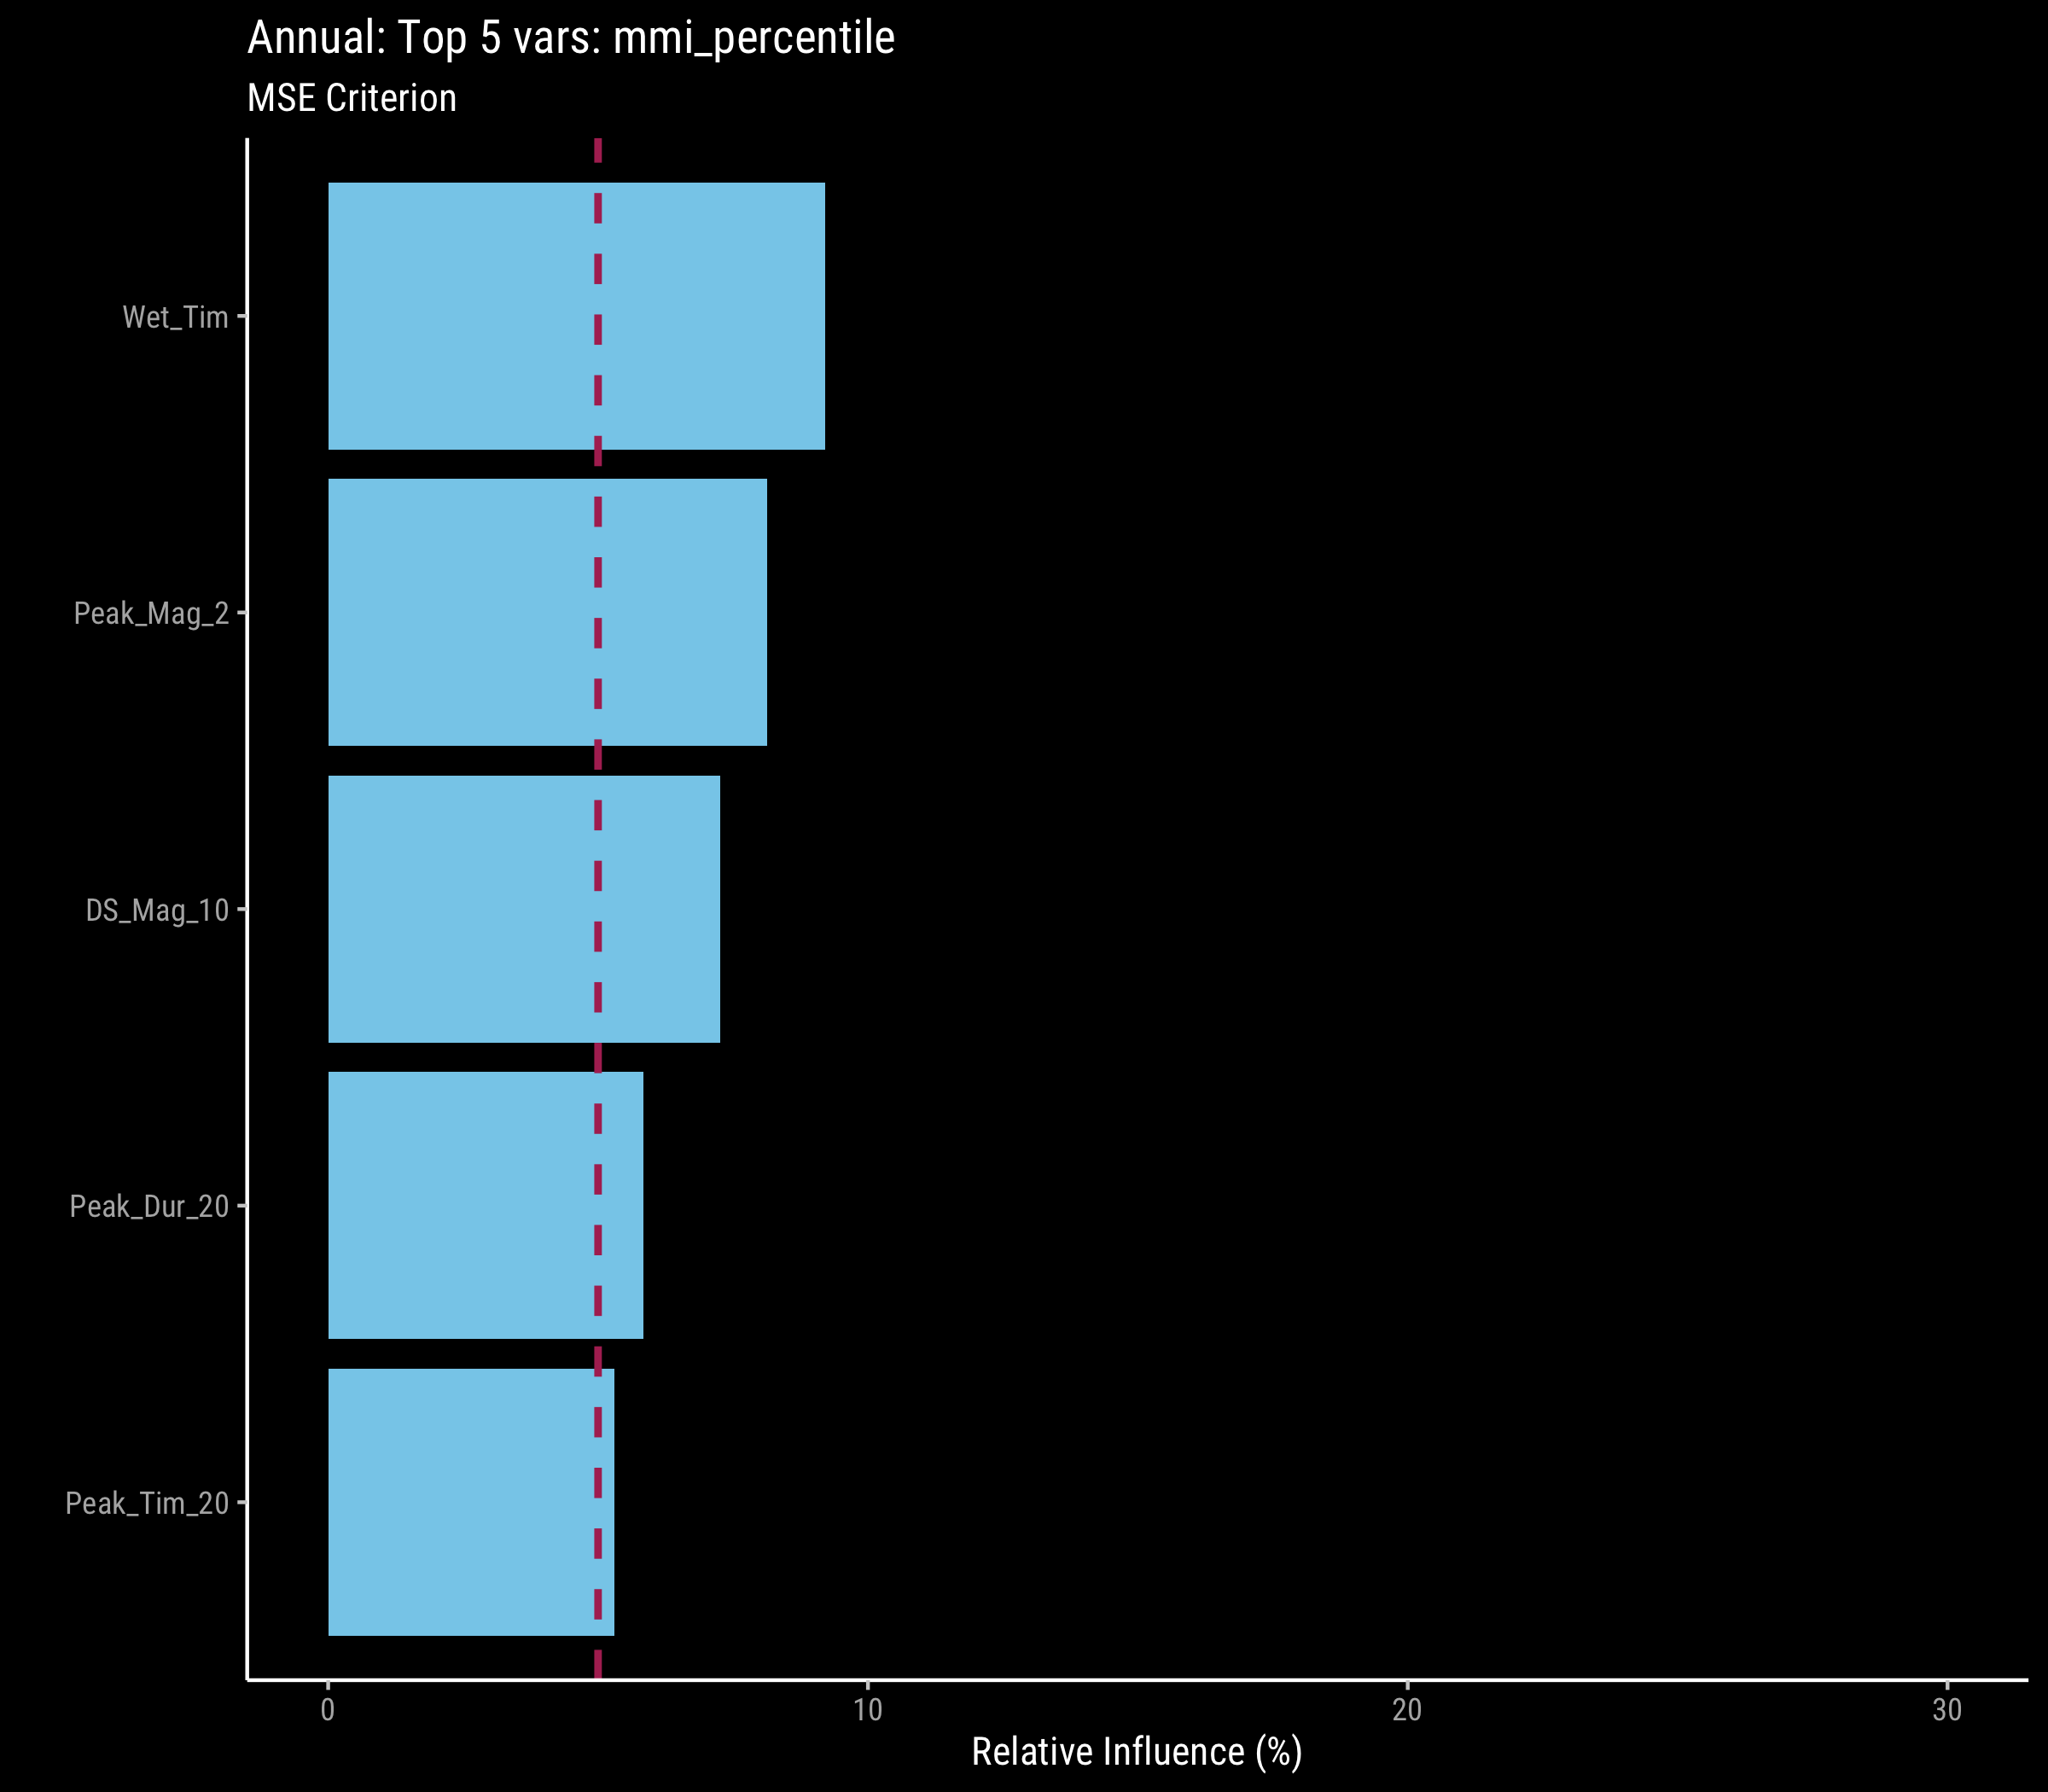 Annual: Top 5 vars: mmi_percentile
MSE Criterion
Wet_Tim
Peak_Mag_2
DS_Mag_10
Peak_Dur_20
Peak_Tim_20
0 10 20 30
Relative Influence (%)